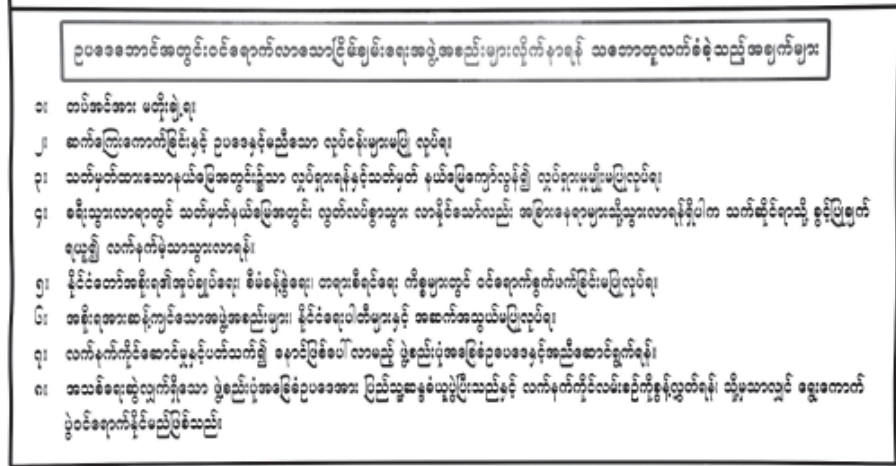 ဥပဒေဘောင်အတွင်းဝင်ရောက်လာသောငြိမ်းချမ်းရေးအဖွဲ့အစည်းများလိုက်နာရန် သဘောတူလက်ခံခဲ့သည့်အချက်များ
၁၊ တပ်အင်အား မတိုးချဲ့ရ၊
၂၊ ဆက်ကြေးကောက်ခြင်းနှင့် ဥပဒေနှင့်မညီသော လုပ်ငန်းများမပြု လုပ်ရ၊
၃၊ သတ်မှတ်ထားသောနယ်မြေအတွင်း၌သာ လှုပ်ရှားရန်နှင့်သတ်မှတ် နယ်မြေကျော်လွန်၍ လှုပ်ရှားမှုမျိုးမပြုလုပ်ရ၊
၄၊ ခရီးသွားလာရာတွင် သတ်မှတ်နယ်မြေအတွင်း လွတ်လပ်စွာသွား လာနိုင်သော်လည်း အခြားနေရာများသို့သွားလာရန်ရှိပါက သက်ဆိုင်ရာသို့ ခွင့်ပြုချက်
ရယူ၍ လက်နက်မဲ့သာသွားလာရန်၊
၅၊ နိုင်ငံတော်အစိုးရ၏အုပ်ချုပ်ရေး၊ စီမံခန့်ခွဲရေး၊ တရားစီရင်ရေး ကိစ္စများတွင် ဝင်ရောက်စွက်ဖက်ခြင်းမပြုလုပ်ရ၊
၆၊ အစိုးရအားဆန့်ကျင်သောအဖွဲ့အစည်းများ၊ နိုင်ငံရေးပါတီများနှင့် အဆက်အသွယ်မပြုလုပ်ရ၊
၇၊ လက်နက်ကိုင်ဆောင်မှုနှင့်ပတ်သက်၍ နောင်ဖြစ်ပေါ် လာမည့် ဖွဲ့စည်းပုံအခြေခံဥပဒေနှင့်အညီဆောင်ရွက်ရန်၊
၈၊ အသစ်ရေးဆွဲလျက်ရှိသော ဖွဲ့စည်းပုံအခြေခံဥပဒေအား ပြည်သူ့ဆန္ဒခံယူပွဲပြီးသည်နှင့် လက်နက်ကိုင်လမ်းစဉ်ကိုစွန့်လွှတ်ရန်၊ သို့မှသာလျှင် ရွေးကောက်
ပွဲဝင်ရောက်နိုင်မည်ဖြစ်သည်။